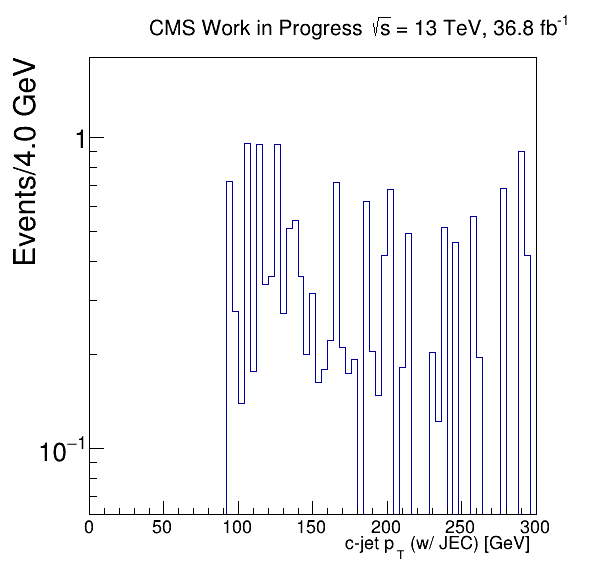 CMS Work in Progress √s = 13 TeV, 36.8 fb⁻¹
Events/4.0 GeV
1
10⁻¹
0 50 100 150 200 250 300
c-jet p_T (w/ JEC) [GeV]